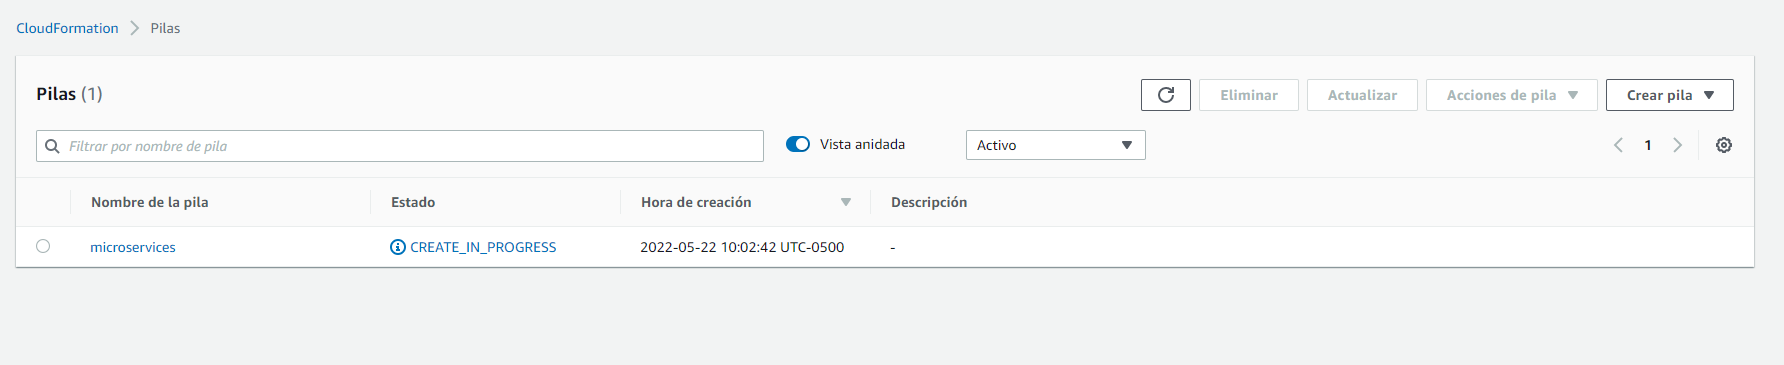 CloudFormation > Pilas
Pilas (1)
Eliminar
Actualizar
Acciones de pila
Crear pila
Filtrar por nombre de pila
Vista anidada
Activo
1
Nombre de la pila
Estado
Hora de creación
Descripción
microservices
CREATE_IN_PROGRESS
2022-05-22 10:02:42 UTC-0500
-